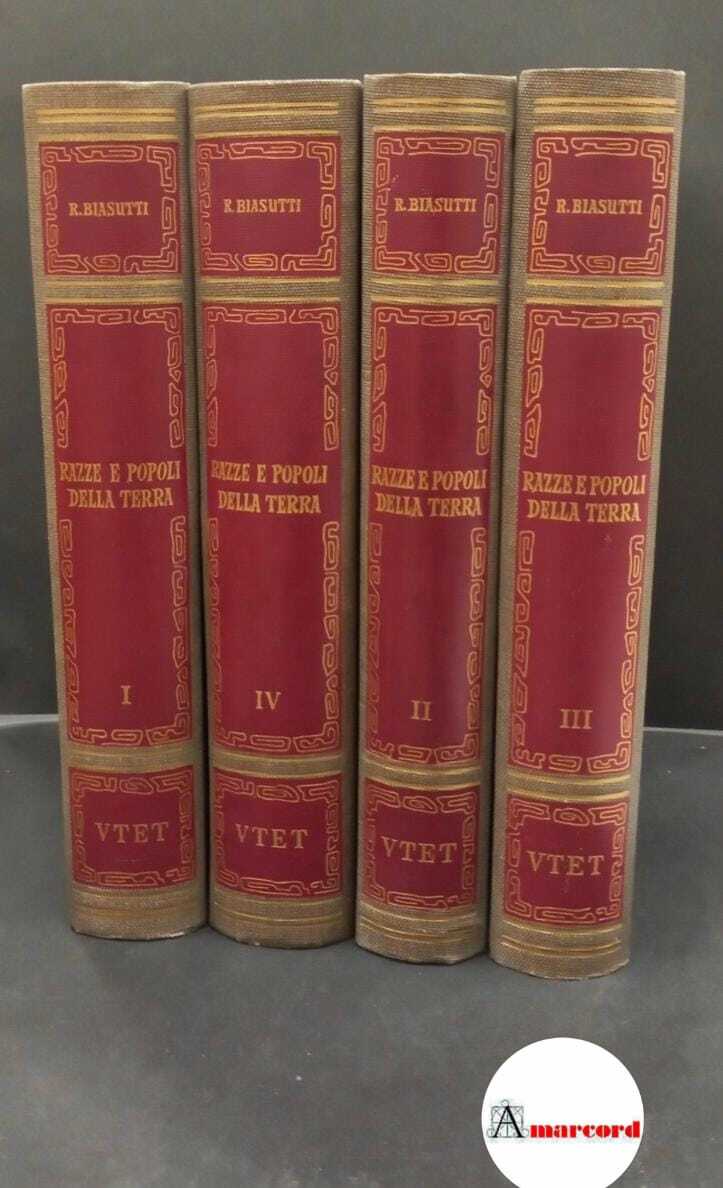 R. BIASUTTI
RAZZE E POPOLI
DELLA TERRA
I
VTET
R. BIASUTTI
RAZZE E POPOLI
DELLA TERRA
IV
VTET
R. BIASUTTI
RAZZE E POPOLI
DELLA TERRA
II
VTET
R. BIASUTTI
RAZZE E POPOLI
DELLA TERRA
III
VTET
Amarcord